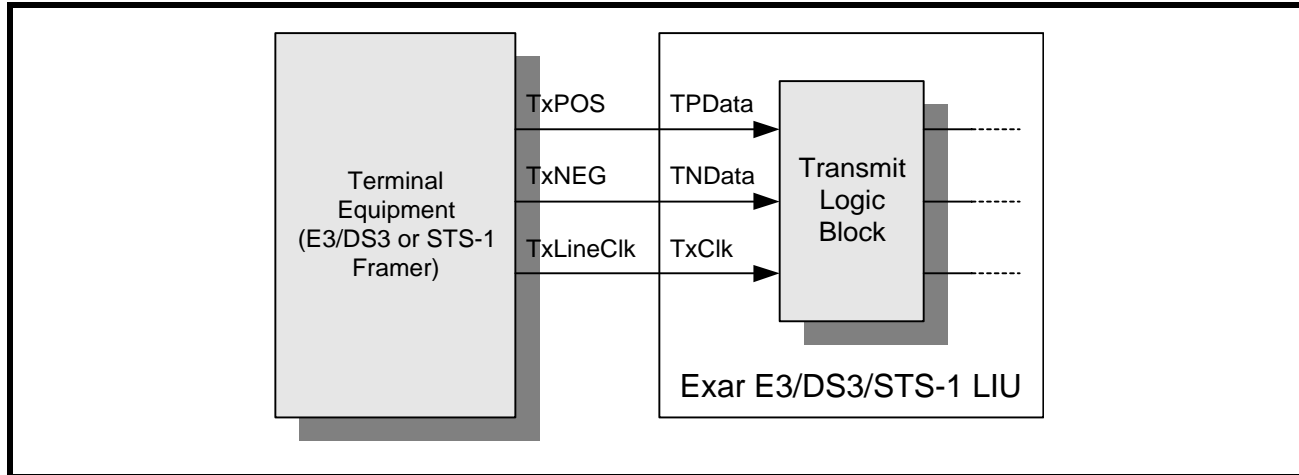 TxPOS
TPData
TxNEG
TNData
TxLineClk
TxClk
Terminal
Equipment
(E3/DS3 or STS-1
Framer)
Transmit
Logic
Block
Exar E3/DS3/STS-1 LIU